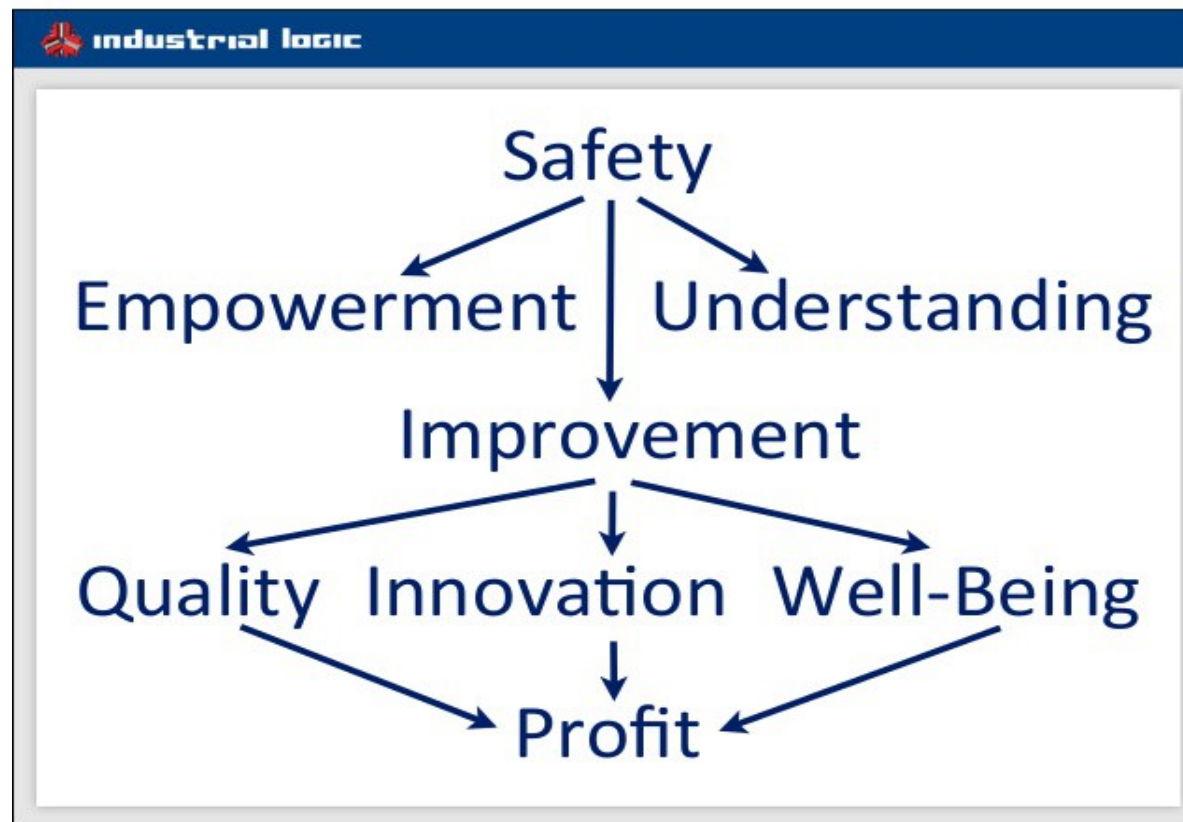 industrial logic
Safety
Empowerment Understanding
Improvement
Quality Innovation Well-Being
Profit